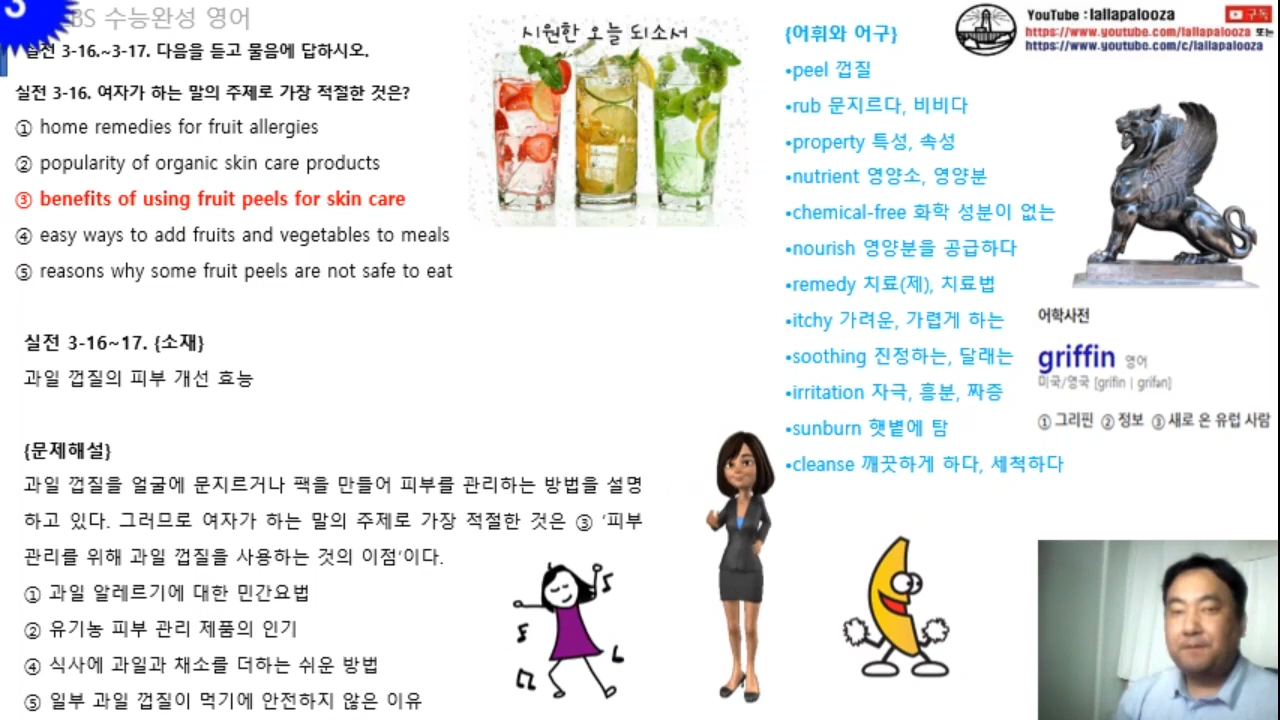 3
BS 수능완성 영어
실전 3-16.~3-17. 다음을 듣고 물음에 답하시오.
실전 3-16. 여자가 하는 말의 주제로 가장 적절한 것은?
① home remedies for fruit allergies
② popularity of organic skin care products
③ benefits of using fruit peels for skin care
④ easy ways to add fruits and vegetables to meals
⑤ reasons why some fruit peels are not safe to eat
실전 3-16~17. {소재}
과일 껍질의 피부 개선 효능
{문제해설}
과일 껍질을 얼굴에 문지르거나 팩을 만들어 피부를 관리하는 방법을 설명
하고 있다. 그러므로 여자가 하는 말의 주제로 가장 적절한 것은 ③ '피부
관리를 위해 과일 껍질을 사용하는 것의 이점'이다.
① 과일 알레르기에 대한 민간요법
② 유기농 피부 관리 제품의 인기
④ 식사에 과일과 채소를 더하는 쉬운 방법
⑤ 일부 과일 껍질이 먹기에 안전하지 않은 이유
시원한 오늘 되소서
{어휘와 어구}
•peel 껍질
•rub 문지르다, 비비다
•property 특성, 속성
•nutrient 영양소, 영양분
•chemical-free 화학 성분이 없는
•nourish 영양분을 공급하다
•remedy 치료(제), 치료법
•itchy 가려운, 가렵게 하는
•soothing 진정하는, 달래는
•irritation 자극, 흥분, 짜증
•sunburn 햇볕에 탐
•cleanse 깨끗하게 하다, 세척하다
YouTube : lallapalooza 구독
https://www.youtube.com/lallapalooza 또는
https://www.youtube.com/c/lallapalooza
어학사전
griffin 영어
미국/영국 [grifin | grifən]
① 그리핀 ② 정보 ③ 새로 온 유럽 사람